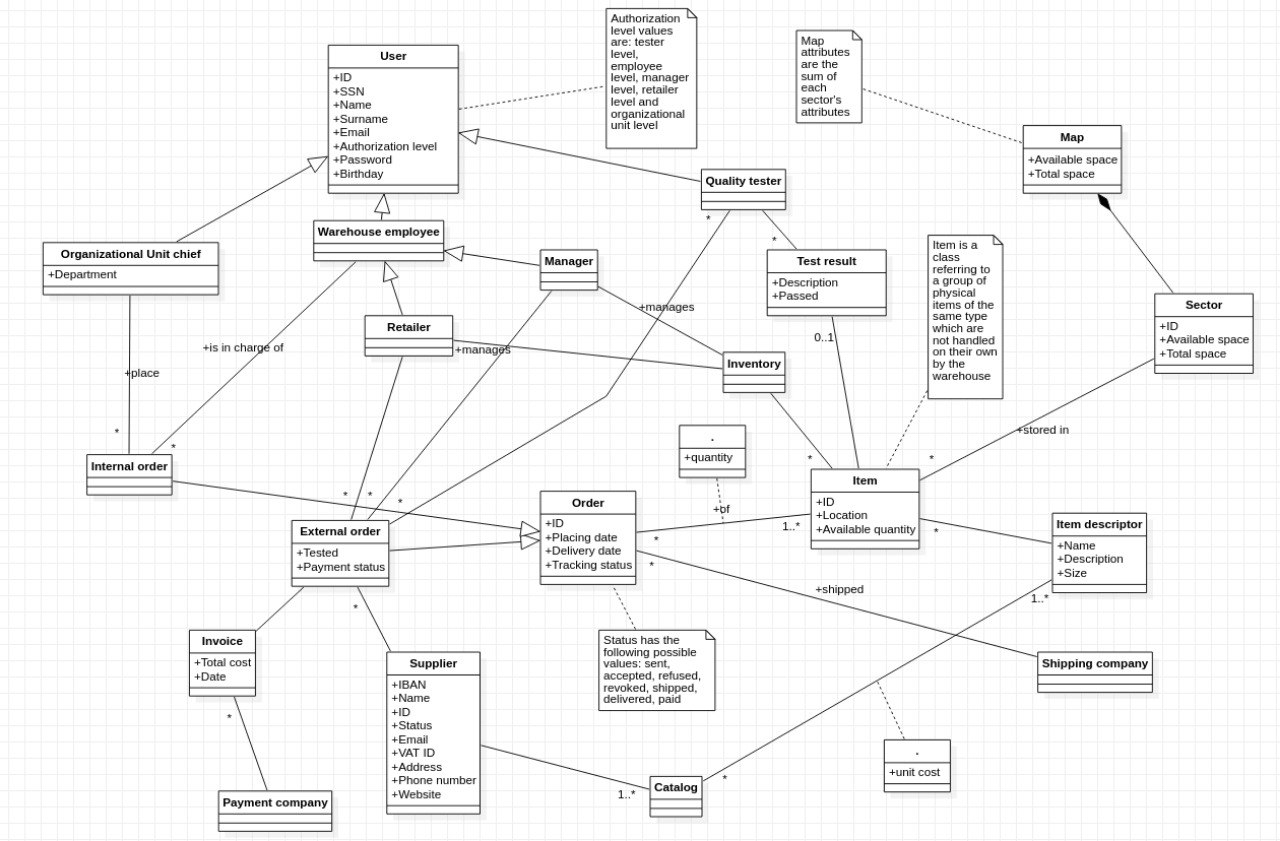 Authorization
level values
are: tester
level,
employee
level, manager
level, retailer
level and
organizational
unit level
Map
attributes
are the
sum of
each
sector's
attributes
User
+ID
+SSN
+Name
+Surname
+Email
+Authorization level
+Password
+Birthday
Map
+Available space
+Total space
Quality tester
*
*
Warehouse employee
Organizational Unit chief
+Department
Manager
Test result
+Description
+Passed
0..1
Item is a
class
referring to
a group of
physical
items of the
same type
which are
not handled
on their own
by the
warehouse
Sector
+ID
+Available space
+Total space
+manages
Retailer
+manages
+is in charge of
+place
Inventory
*
*
*
.
+quantity
+stored in
*
Internal order
*
*
*
Item
+ID
+Location
+Available quantity
Order
+ID
+Placing date
+Delivery date
+Tracking status
+of
1..*
*
*
*
External order
+Tested
+Payment status
Item descriptor
+Name
+Description
+Size
1..*
+shipped
*
Invoice
+Total cost
+Date
*
Status has the
following possible
values: sent,
accepted, refused,
revoked, shipped,
delivered, paid
Supplier
+IBAN
+Name
+ID
+Status
+Email
+VAT ID
+Address
+Phone number
+Website
Shipping company
.
+unit cost
Catalog
1..*
*
Payment company